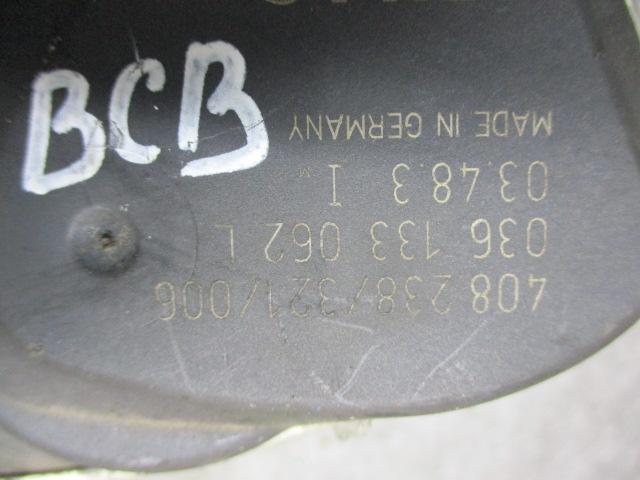 BCB
408 238/321/006
036 133 062 L
03.48.3 I M
MADE IN GERMANY